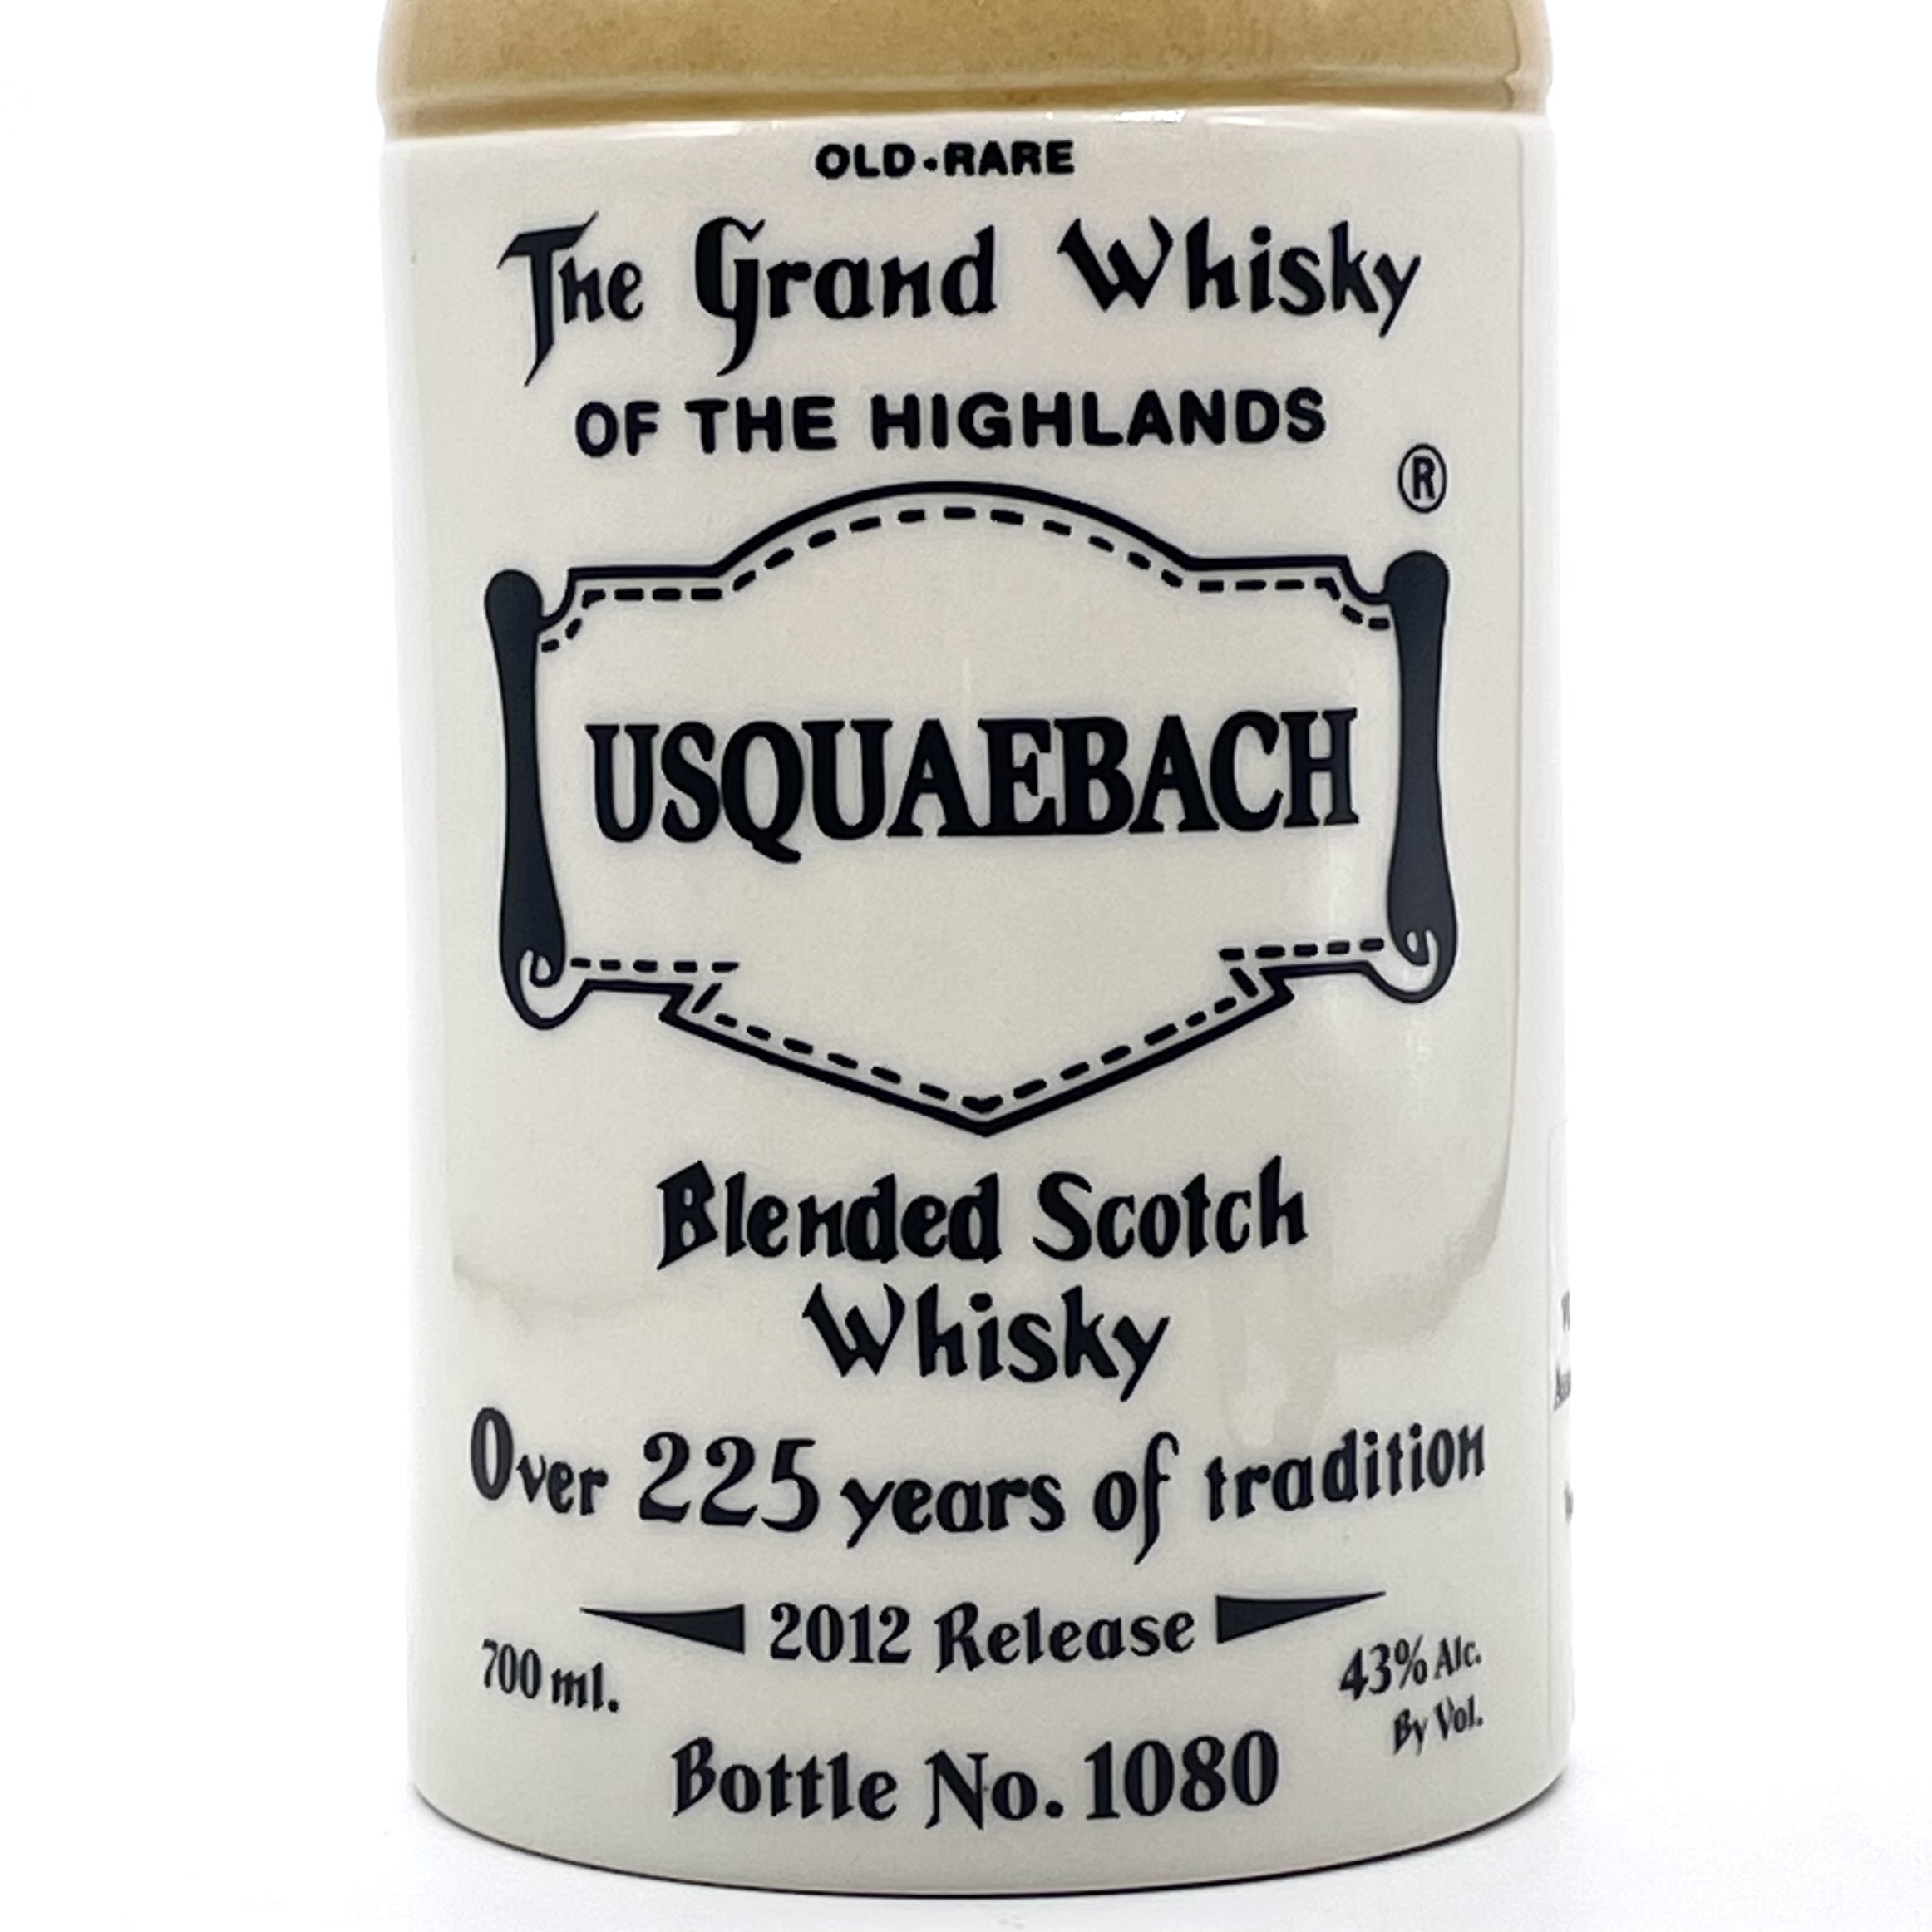 OLD•RARE
The Grand Whisky
OF THE HIGHLANDS
®
USQUAEBACH
Blended Scotch
Whisky
Over 225 years of tradition
2012 Release
700 ml.
43% Alc.
By Vol.
Bottle No. 1080